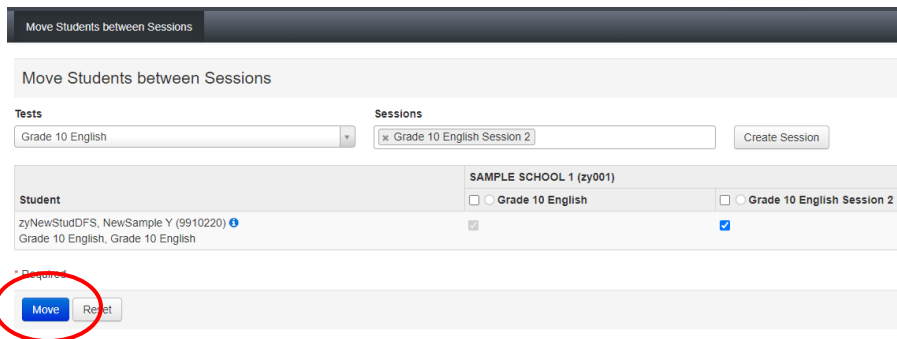 Move Students between Sessions
Move Students between Sessions
Tests Sessions
Grade 10 English × Grade 10 English Session 2 Create Session
SAMPLE SCHOOL 1 (zy001)
Student Grade 10 English Grade 10 English Session 2
zyNewStudDFS, NewSample Y (9910220)
Grade 10 English, Grade 10 English
* Required
Move Reset